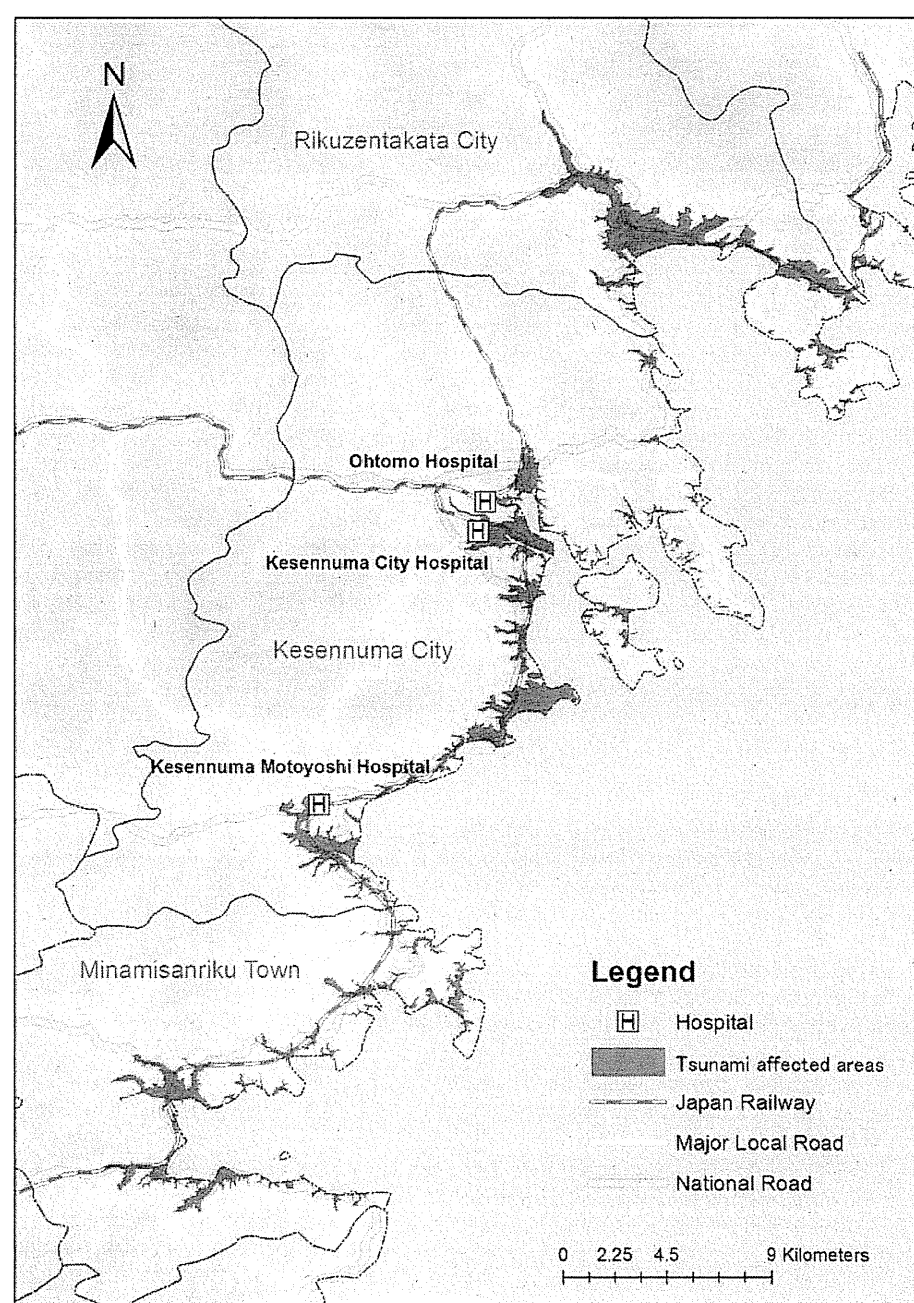 N
Rikuzentakata City
Ohtomo Hospital
H
H
Kesennuma City Hospital
Kesennuma City
Kesennuma Motoyoshi Hospital
H
Minamisanriku Town
Legend
H Hospital
Tsunami affected areas
Japan Railway
Major Local Road
National Road
0 2.25 4.5 9 Kilometers